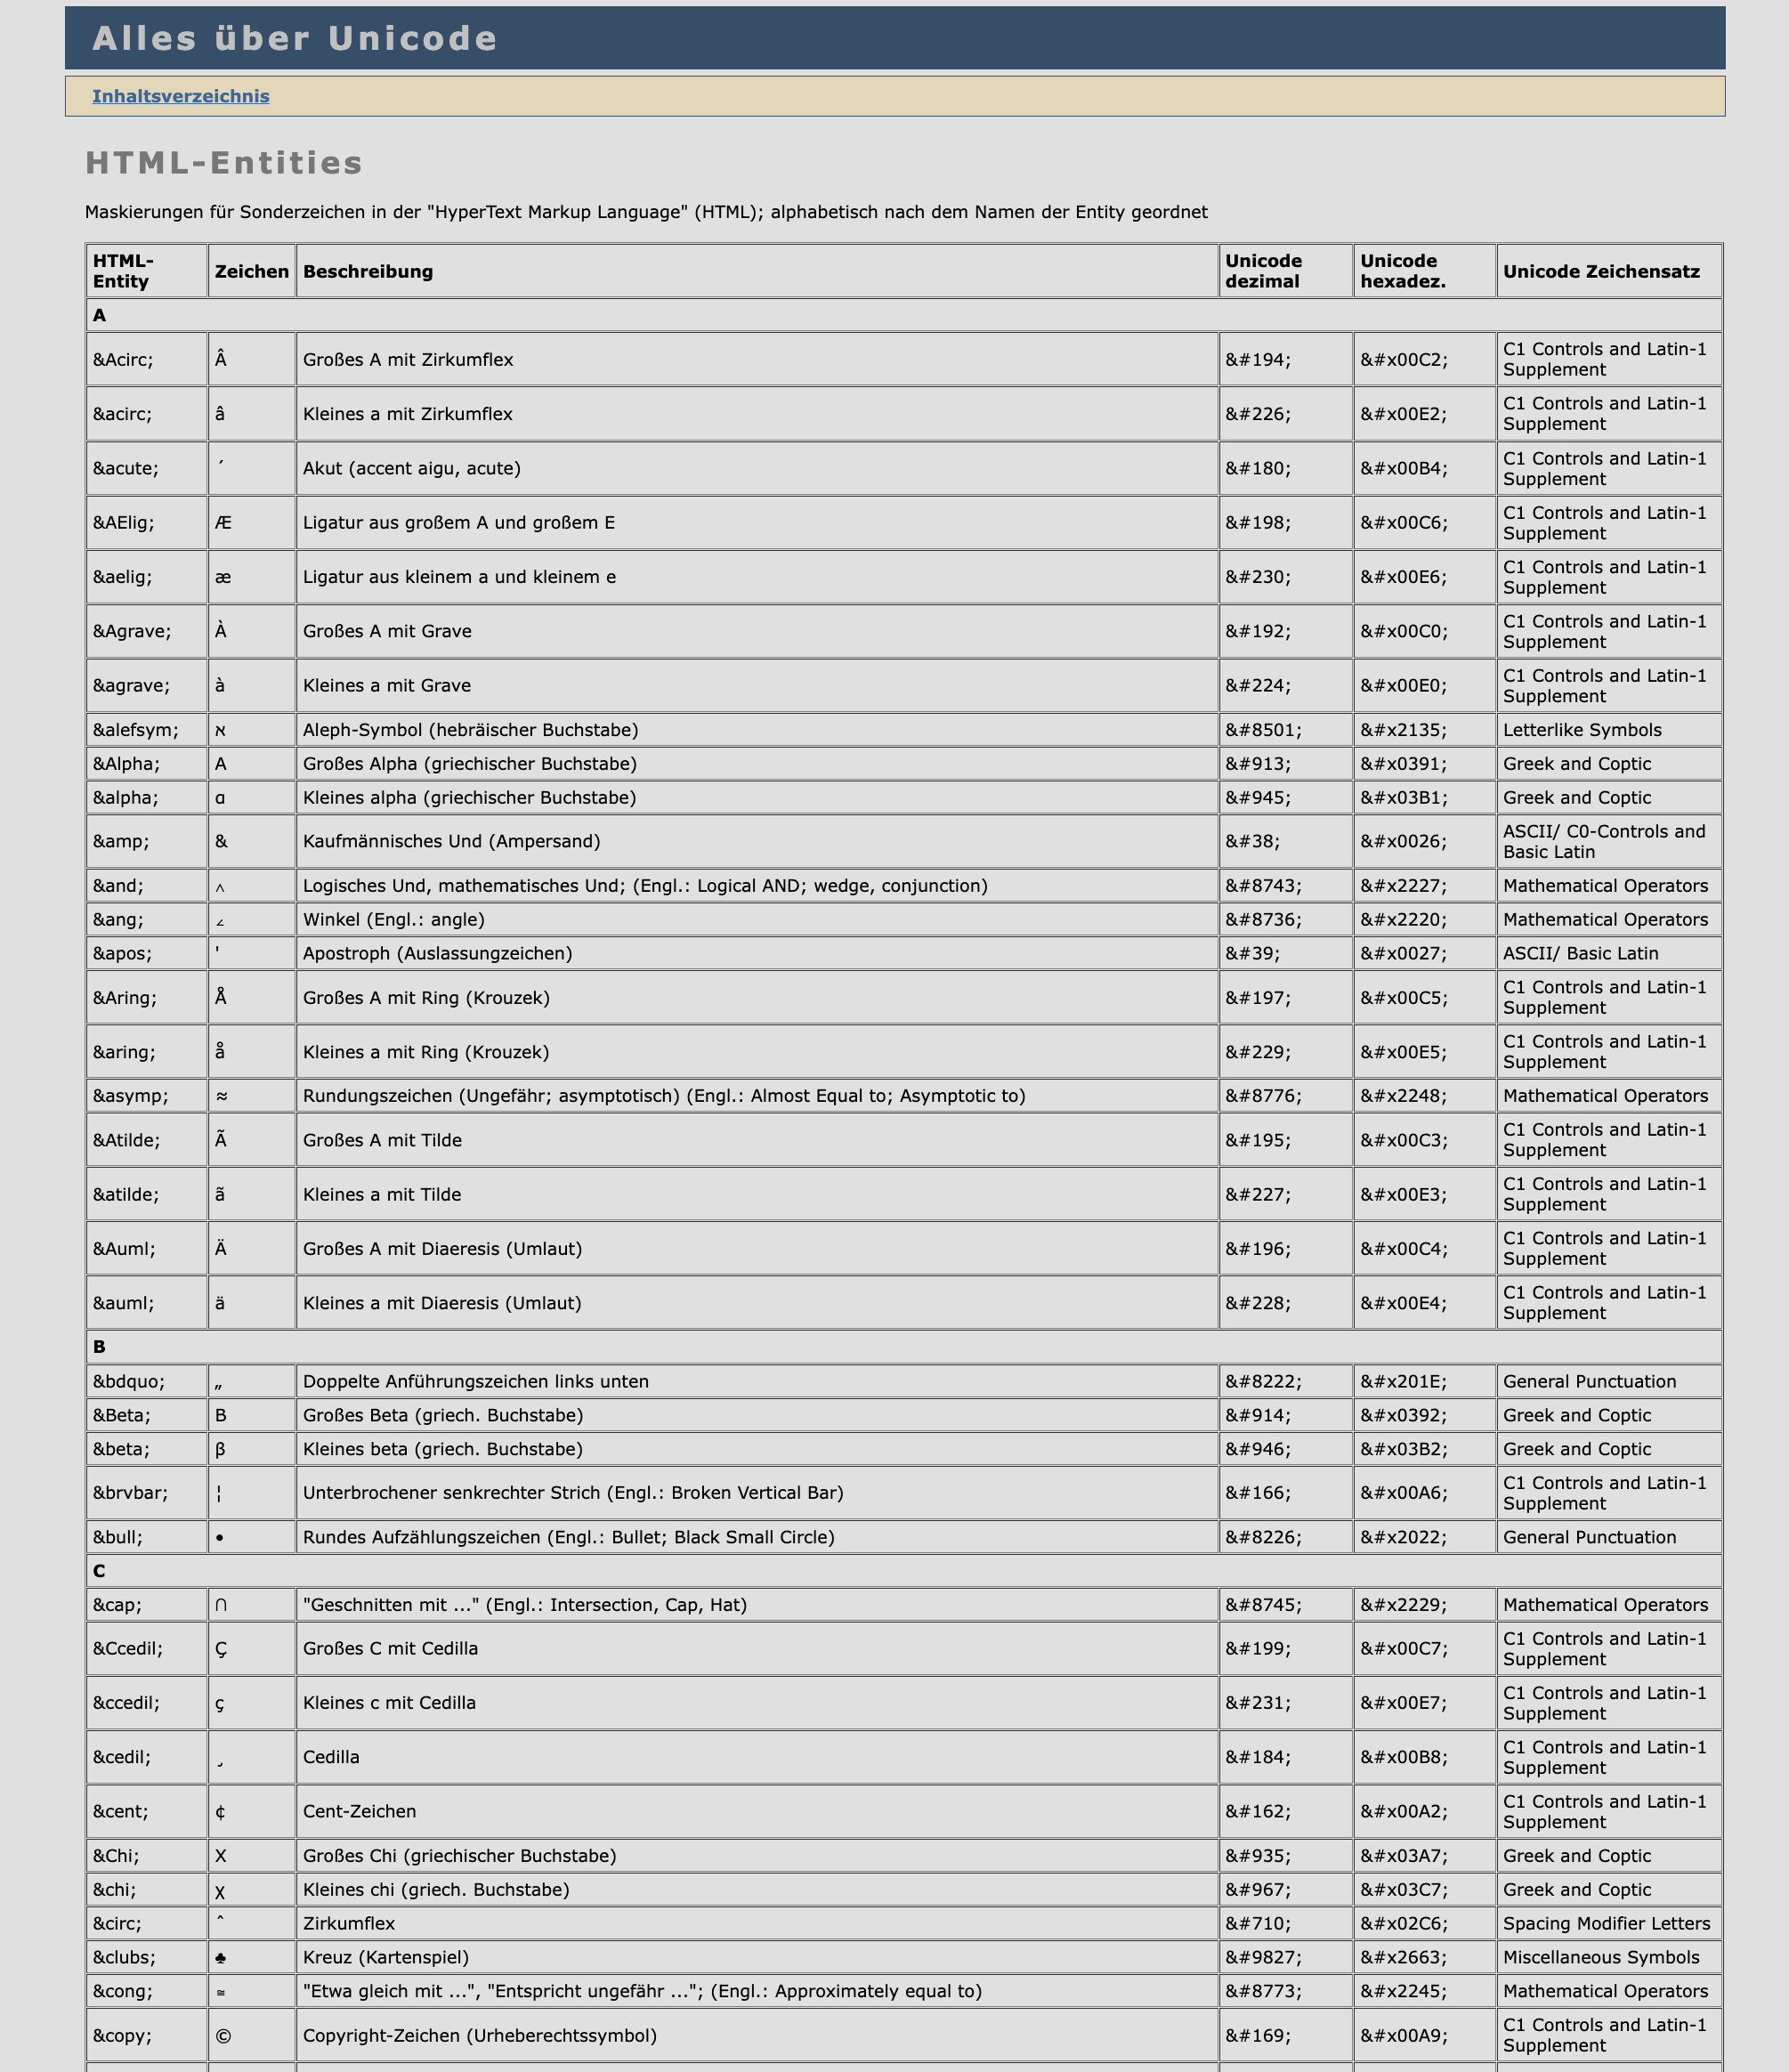 Alles über Unicode
Inhaltsverzeichnis
HTML-Entities
Maskierungen für Sonderzeichen in der "HyperText Markup Language" (HTML); alphabetisch nach dem Namen der Entity geordnet
HTML-Entity Zeichen Beschreibung Unicode dezimal Unicode hexadez. Unicode Zeichensatz
A
&Acirc; Â Großes A mit Zirkumflex &#194; &#x00C2; C1 Controls and Latin-1 Supplement
&acirc; â Kleines a mit Zirkumflex &#226; &#x00E2; C1 Controls and Latin-1 Supplement
&acute; ´ Akut (accent aigu, acute) &#180; &#x00B4; C1 Controls and Latin-1 Supplement
&AElig; Æ Ligatur aus großem A und großem E &#198; &#x00C6; C1 Controls and Latin-1 Supplement
&aelig; æ Ligatur aus kleinem a und kleinem e &#230; &#x00E6; C1 Controls and Latin-1 Supplement
&Agrave; À Großes A mit Grave &#192; &#x00C0; C1 Controls and Latin-1 Supplement
&agrave; à Kleines a mit Grave &#224; &#x00E0; C1 Controls and Latin-1 Supplement
&alefsym; ℵ Aleph-Symbol (hebräischer Buchstabe) &#8501; &#x2135; Letterlike Symbols
&Alpha; Α Großes Alpha (griechischer Buchstabe) &#913; &#x0391; Greek and Coptic
&alpha; α Kleines alpha (griechischer Buchstabe) &#945; &#x03B1; Greek and Coptic
&amp; & Kaufmännisches Und (Ampersand) &#38; &#x0026; ASCII/ C0-Controls and Basic Latin
&and; ∧ Logisches Und, mathematisches Und; (Engl.: Logical AND; wedge, conjunction) &#8743; &#x2227; Mathematical Operators
&ang; ∠ Winkel (Engl.: angle) &#8736; &#x2220; Mathematical Operators
&apos; ' Apostroph (Auslassungzeichen) &#39; &#x0027; ASCII/ Basic Latin
&Aring; Å Großes A mit Ring (Krouzek) &#197; &#x00C5; C1 Controls and Latin-1 Supplement
&aring; å Kleines a mit Ring (Krouzek) &#229; &#x00E5; C1 Controls and Latin-1 Supplement
&asymp; ≈ Rundungszeichen (Ungefähr; asymptotisch) (Engl.: Almost Equal to; Asymptotic to) &#8776; &#x2248; Mathematical Operators
&Atilde; Ã Großes A mit Tilde &#195; &#x00C3; C1 Controls and Latin-1 Supplement
&atilde; ã Kleines a mit Tilde &#227; &#x00E3; C1 Controls and Latin-1 Supplement
&Auml; Ä Großes A mit Diaeresis (Umlaut) &#196; &#x00C4; C1 Controls and Latin-1 Supplement
&auml; ä Kleines a mit Diaeresis (Umlaut) &#228; &#x00E4; C1 Controls and Latin-1 Supplement
B
&bdquo; „ Doppelte Anführungszeichen links unten &#8222; &#x201E; General Punctuation
&Beta; Β Großes Beta (griech. Buchstabe) &#914; &#x0392; Greek and Coptic
&beta; β Kleines beta (griech. Buchstabe) &#946; &#x03B2; Greek and Coptic
&brvbar; ¦ Unterbrochener senkrechter Strich (Engl.: Broken Vertical Bar) &#166; &#x00A6; C1 Controls and Latin-1 Supplement
&bull; • Rundes Aufzählungszeichen (Engl.: Bullet; Black Small Circle) &#8226; &#x2022; General Punctuation
C
&cap; ∩ "Geschnitten mit ..." (Engl.: Intersection, Cap, Hat) &#8745; &#x2229; Mathematical Operators
&Ccedil; Ç Großes C mit Cedilla &#199; &#x00C7; C1 Controls and Latin-1 Supplement
&ccedil; ç Kleines c mit Cedilla &#231; &#x00E7; C1 Controls and Latin-1 Supplement
&cedil; ¸ Cedilla &#184; &#x00B8; C1 Controls and Latin-1 Supplement
&cent; ¢ Cent-Zeichen &#162; &#x00A2; C1 Controls and Latin-1 Supplement
&Chi; Χ Großes Chi (griechischer Buchstabe) &#935; &#x03A7; Greek and Coptic
&chi; χ Kleines chi (griech. Buchstabe) &#967; &#x03C7; Greek and Coptic
&circ; ˆ Zirkumflex &#710; &#x02C6; Spacing Modifier Letters
&clubs; ♣ Kreuz (Kartenspiel) &#9827; &#x2663; Miscellaneous Symbols
&cong; ≅ "Etwa gleich mit ...", "Entspricht ungefähr ..."; (Engl.: Approximately equal to) &#8773; &#x2245; Mathematical Operators
&copy; © Copyright-Zeichen (Urheberechtssymbol) &#169; &#x00A9; C1 Controls and Latin-1 Supplement